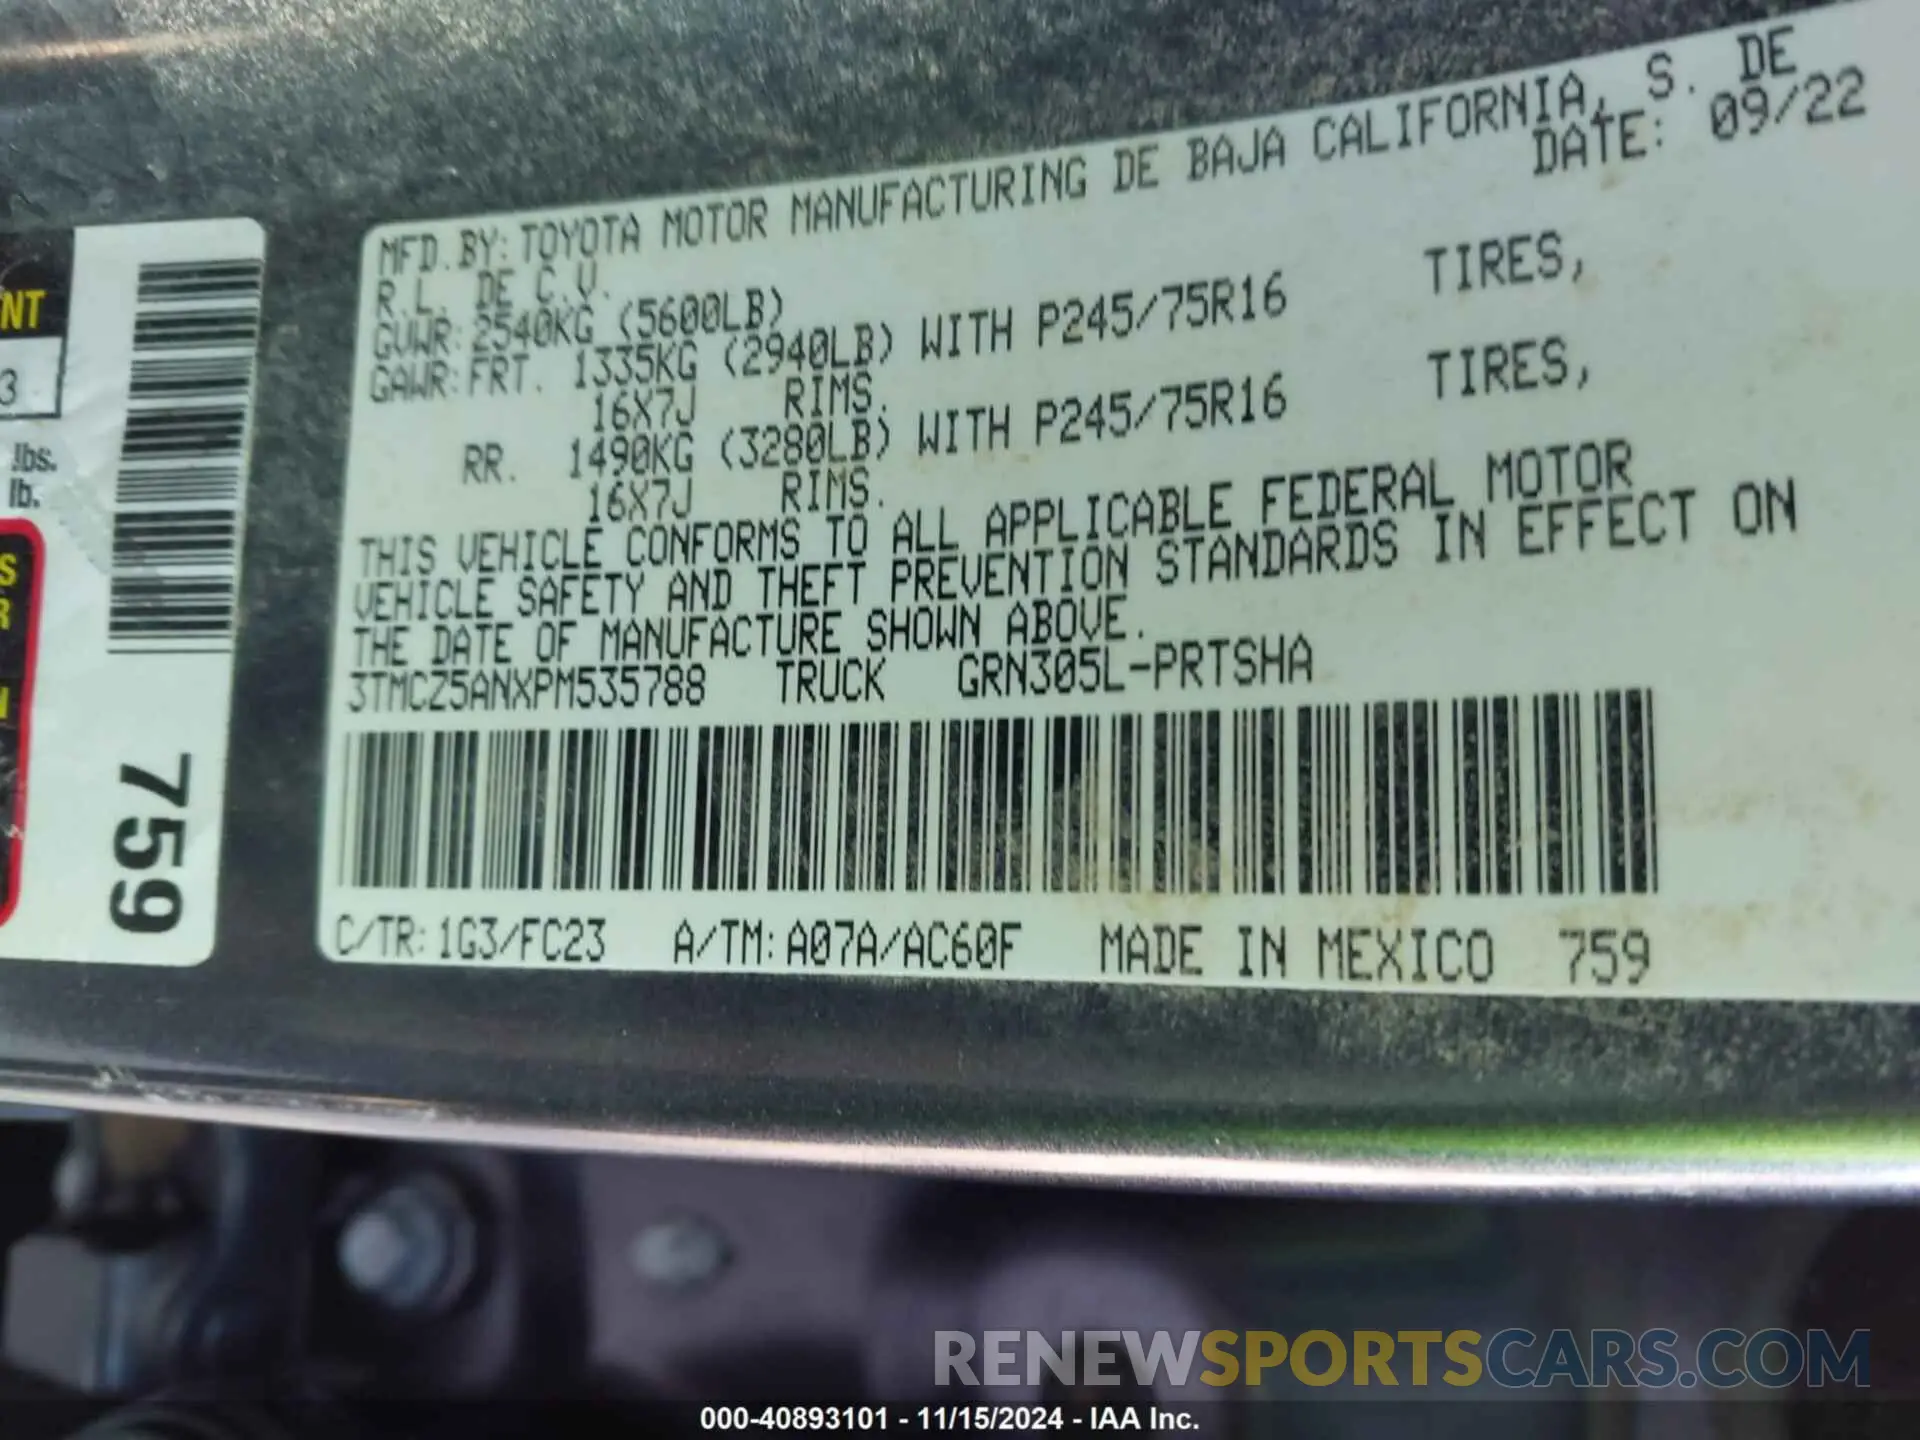 MFD.BY: TOYOTA MOTOR MANUFACTURING DE BAJA CALIFORNIA, S. DE
R.L. DE C.V. DATE: 09/22
GVWR: 2540KG (5600LB)
GAWR: FRT. 1335KG (2940LB) WITH P245/75R16 TIRES,
16X7J RIMS.
RR. 1490KG (3280LB) WITH P245/75R16 TIRES,
16X7J RIMS.
THIS VEHICLE CONFORMS TO ALL APPLICABLE FEDERAL MOTOR
VEHICLE SAFETY AND THEFT PREVENTION STANDARDS IN EFFECT ON
THE DATE OF MANUFACTURE SHOWN ABOVE.
3TMCZ5ANXPM535788 TRUCK GRN305L-PRTSHA
C/TR: 1G3/FC23 A/TM: A07A/AC60F MADE IN MEXICO 759
NT
3
lbs.
lb.
S
R
N
759
RENEWSPORTSCARS.COM
000-40893101 - 11/15/2024 - IAA Inc.